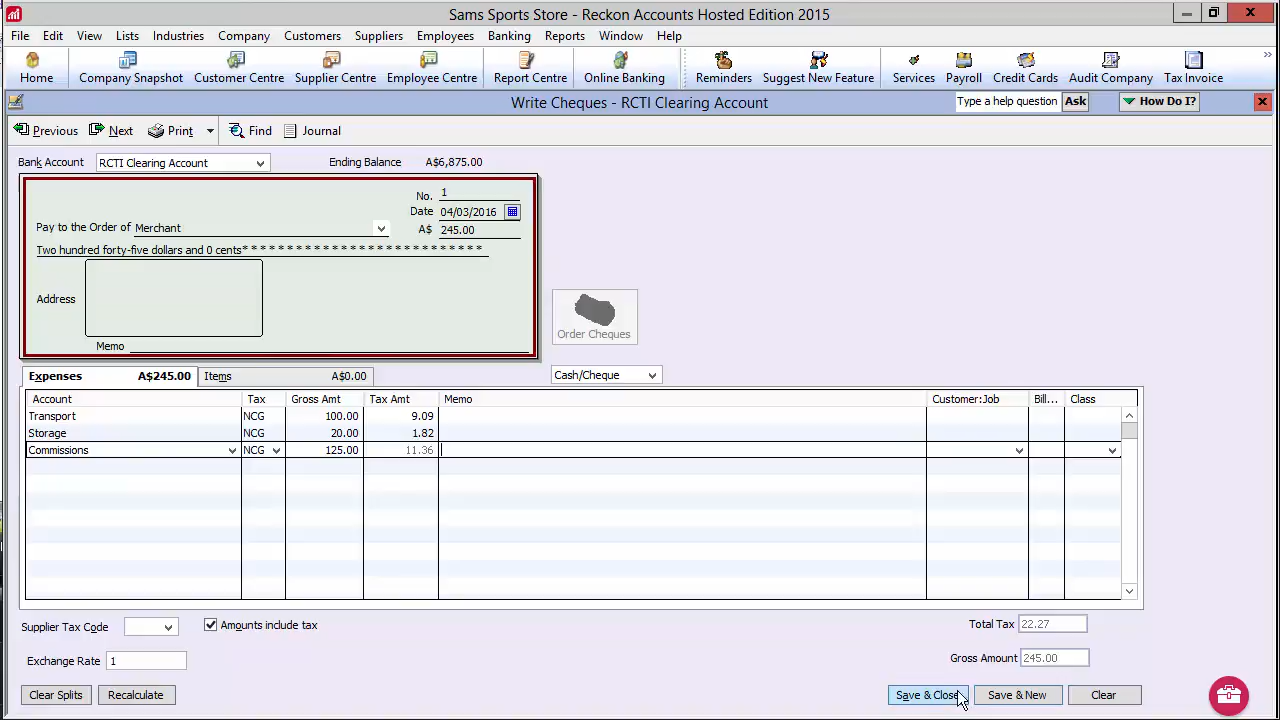 Sams Sports Store - Reckon Accounts Hosted Edition 2015
File Edit View Lists Industries Company Customers Suppliers Employees Banking Reports Window Help
Home Company Snapshot Customer Centre Supplier Centre Employee Centre Report Centre Online Banking Reminders Suggest New Feature Services Payroll Credit Cards Audit Company Tax Invoice
Write Cheques - RCTI Clearing Account Type a help question Ask How Do I?
Previous Next Print Find Journal
Bank Account RCTI Clearing Account Ending Balance A$6,875.00
No. 1
Date 04/03/2016
Pay to the Order of Merchant A$ 245.00
Two hundred forty-five dollars and 0 cents* * * * * * * * * * * * * * * * * * * * * * * * * *
Address
Order Cheques
Memo
Expenses A$245.00 Items A$0.00 Cash/Cheque
Account Tax Gross Amt Tax Amt Memo Customer:Job Bill... Class
Transport NCG 100.00 9.09
Storage NCG 20.00 1.82
Commissions NCG 125.00 11.36
Supplier Tax Code Amounts include tax Total Tax 22.27
Exchange Rate 1 Gross Amount 245.00
Clear Splits Recalculate Save & Close Save & New Clear